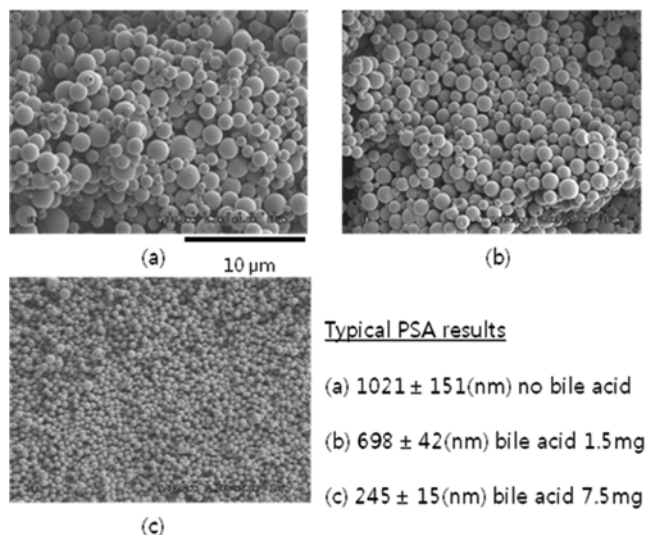 (a)
(b)
10 μm
(c)
Typical PSA results
(a) 1021 ± 151(nm) no bile acid
(b) 698 ± 42(nm) bile acid 1.5mg
(c) 245 ± 15(nm) bile acid 7.5mg